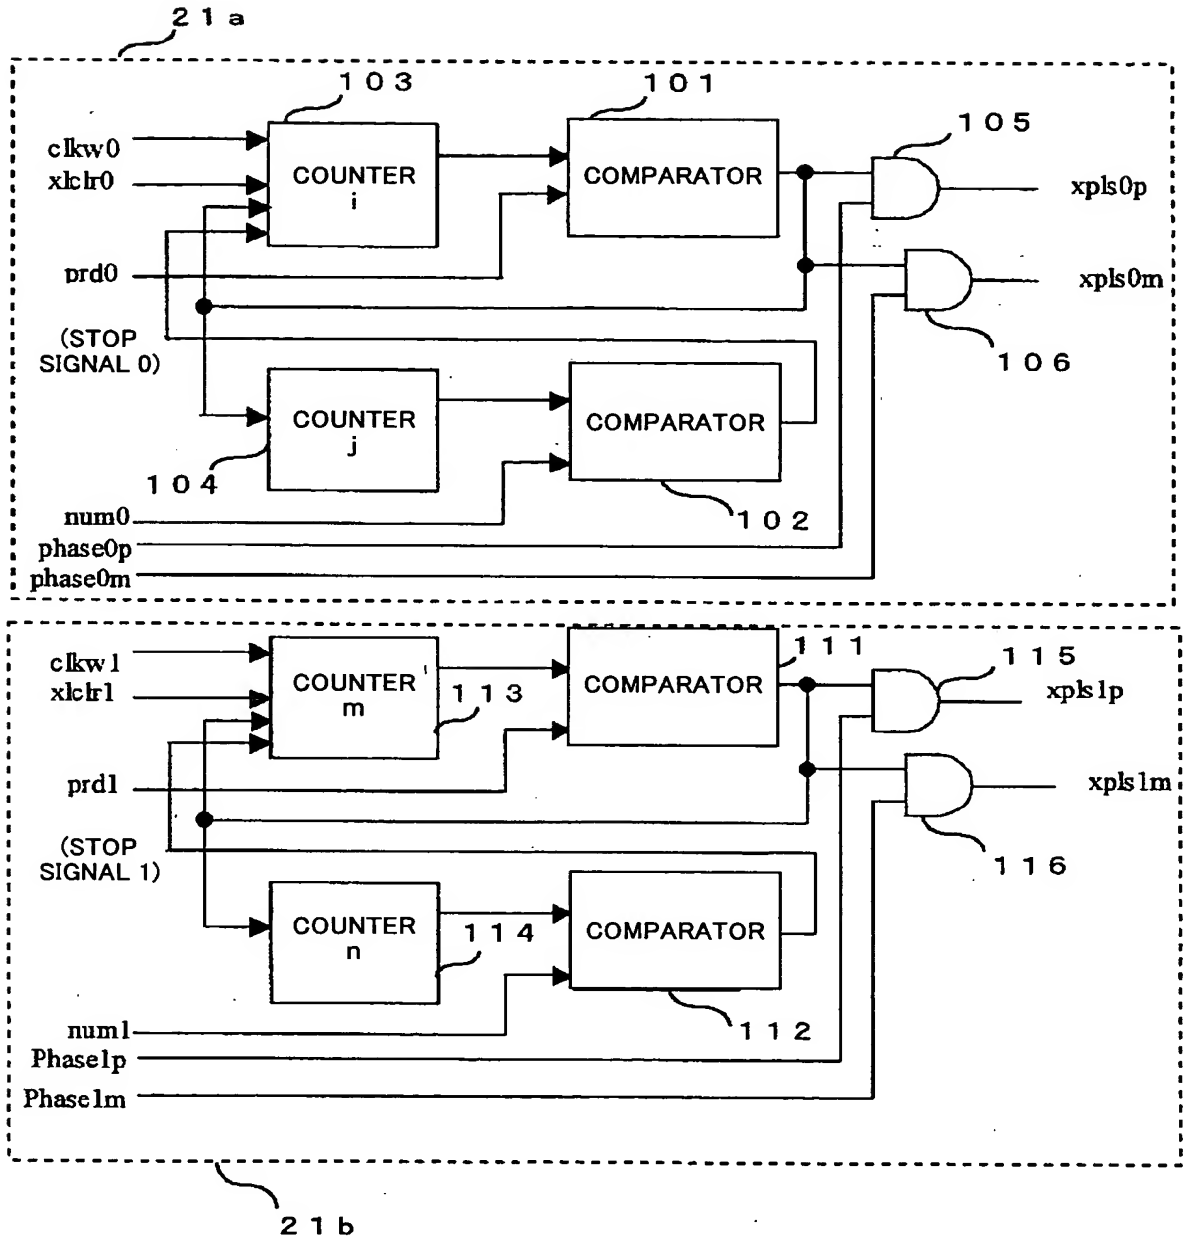 21a
103
101
105
clkw0
xlclr0
COUNTER
i
COMPARATOR
xpls0p
prd0
xpls0m
(STOP
SIGNAL 0)
106
COUNTER
j
COMPARATOR
104
102
num0
phase0p
phase0m
111
115
clkw1
xlclr1
COUNTER
m
113
COMPARATOR
xpls1p
prd1
xpls1m
(STOP
SIGNAL 1)
116
COUNTER
n
114
COMPARATOR
num1
112
Phase1p
Phase1m
21b